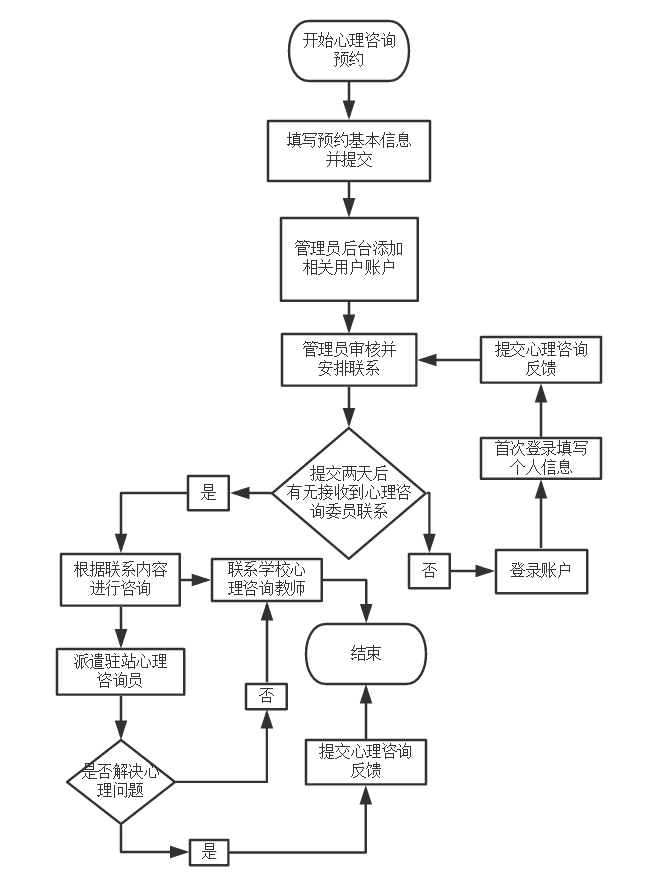 开始心理咨询
预约
填写预约基本信息
并提交
管理员后台添加
相关用户账户
管理员审核并
安排联系
提交心理咨询
反馈
首次登录填写
个人信息
提交两天后
有无接收到心理咨
询委员联系
是
否
登录账户
根据联系内容
进行咨询
联系学校心
理咨询教师
派遣驻站心理
咨询员
结束
否
提交心理咨询
反馈
是否解决心
理问题
是